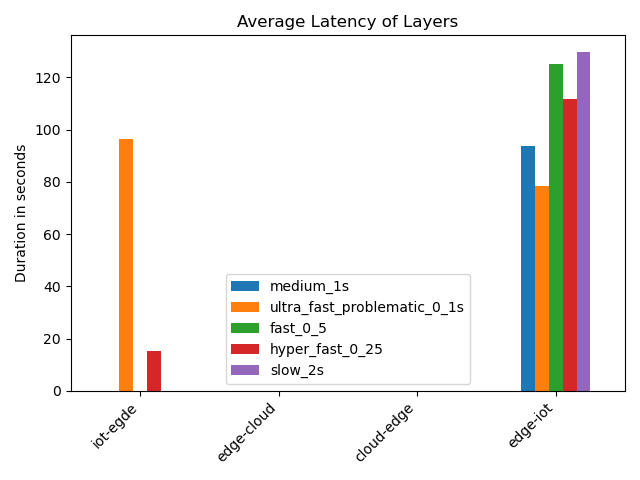 Average Latency of Layers
Duration in seconds
120
100
80
60
40
20
0
medium_1s
ultra_fast_problematic_0_1s
fast_0_5
hyper_fast_0_25
slow_2s
iot-egde
edge-cloud
cloud-edge
edge-iot